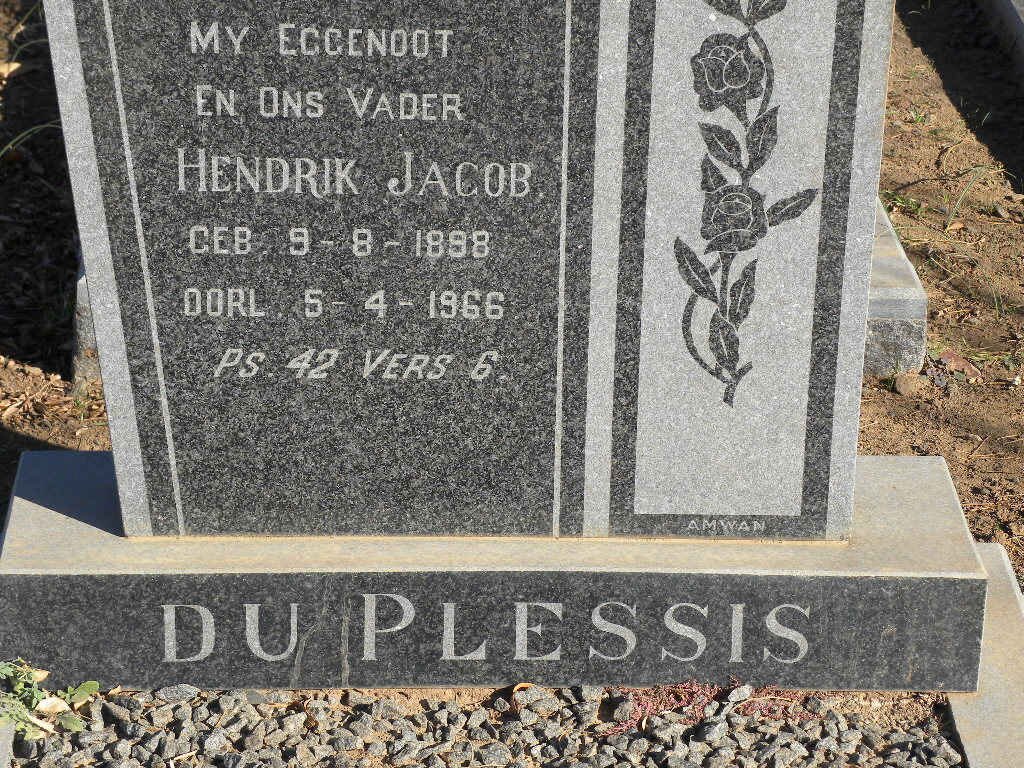 MY EGGENOOT
EN ONS VADER
HENDRIK JACOB.
GEB. 9 - 8 - 1898
OORL. 5 - 4 - 1966
PS. 42 VERS 6.
AMWAN
DU PLESSIS